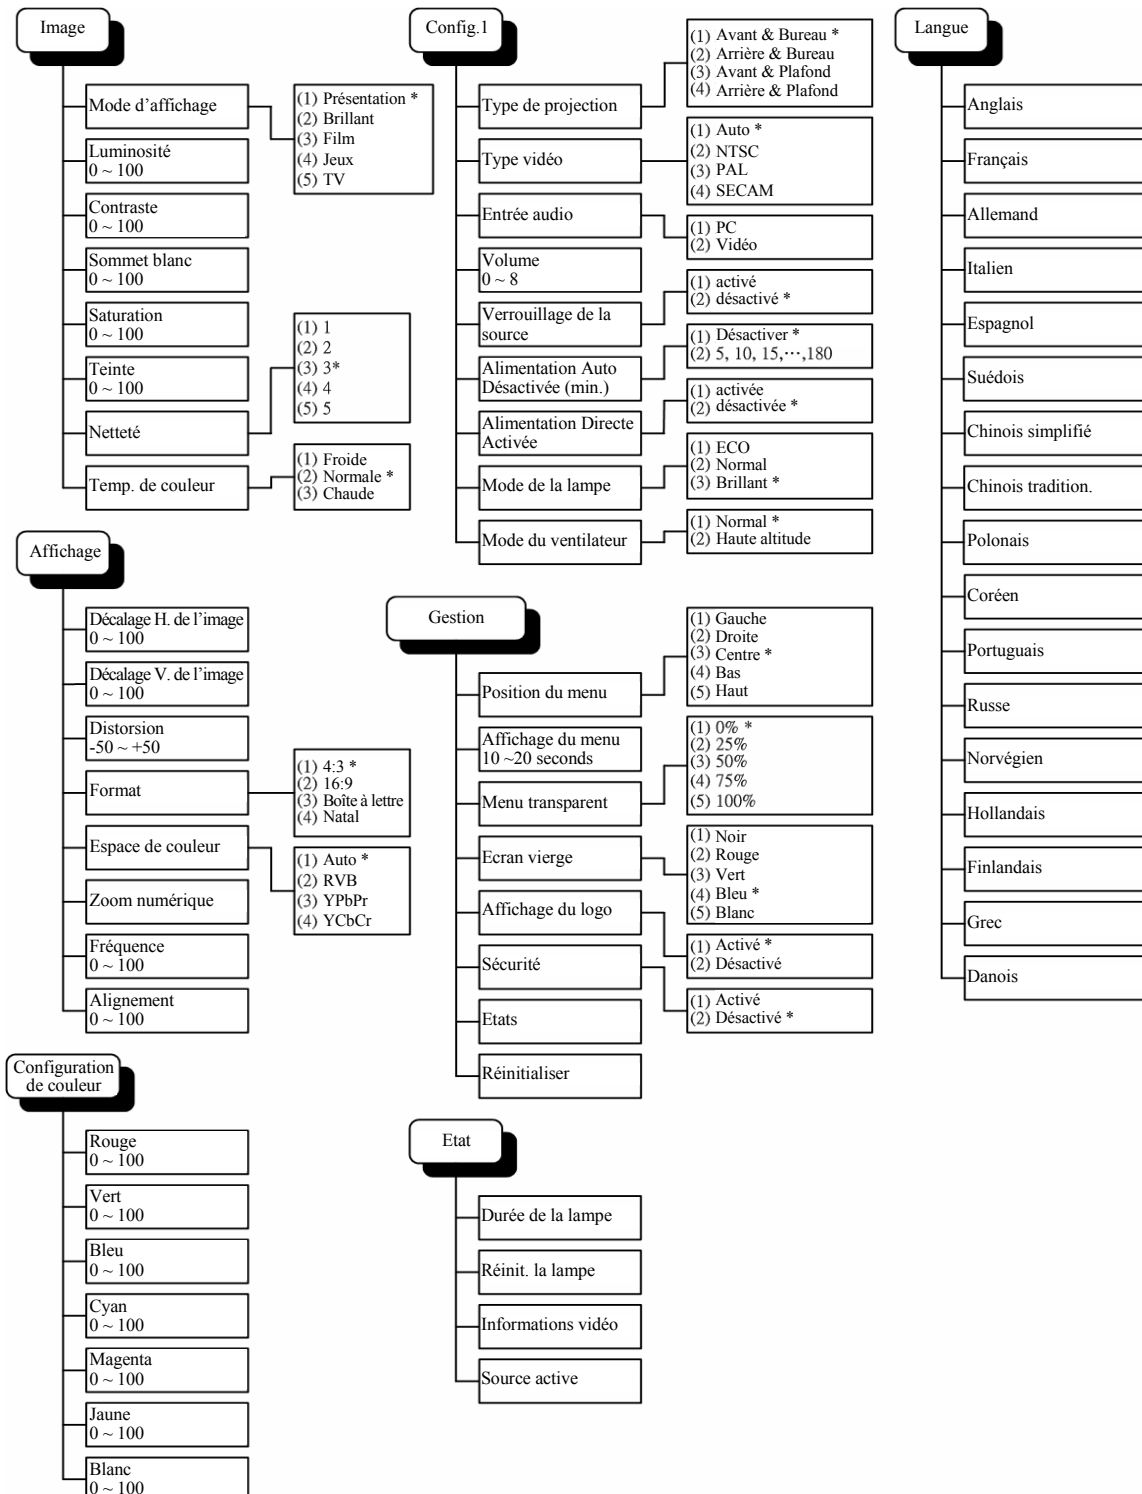 Image
Mode d'affichage
(1) Présentation *
(2) Brillant
(3) Film
(4) Jeux
(5) TV
Luminosité
0 ~ 100
Contraste
0 ~ 100
Sommet blanc
0 ~ 100
Saturation
0 ~ 100
Teinte
0 ~ 100
Netteté
(1) 1
(2) 2
(3) 3*
(4) 4
(5) 5
Temp. de couleur
(1) Froide
(2) Normale *
(3) Chaude
Affichage
Décalage H. de l'image
0 ~ 100
Décalage V. de l'image
0 ~ 100
Distorsion
-50 ~ +50
Format
(1) 4:3 *
(2) 16:9
(3) Boîte à lettre
(4) Natal
Espace de couleur
(1) Auto *
(2) RVB
(3) YPbPr
(4) YCbCr
Zoom numérique
Fréquence
0 ~ 100
Alignement
0 ~ 100
Configuration
de couleur
Rouge
0 ~ 100
Vert
0 ~ 100
Bleu
0 ~ 100
Cyan
0 ~ 100
Magenta
0 ~ 100
Jaune
0 ~ 100
Blanc
0 ~ 100
Config.1
Type de projection
(1) Avant & Bureau *
(2) Arrière & Bureau
(3) Avant & Plafond
(4) Arrière & Plafond
Type vidéo
(1) Auto *
(2) NTSC
(3) PAL
(4) SECAM
Entrée audio
(1) PC
(2) Vidéo
Volume
0 ~ 8
Verrouillage de la
source
(1) activé
(2) désactivé *
Alimentation Auto
Désactivée (min.)
(1) Désactiver *
(2) 5, 10, 15,···,180
Alimentation Directe
Activée
(1) activée
(2) désactivée *
Mode de la lampe
(1) ECO
(2) Normal
(3) Brillant *
Mode du ventilateur
(1) Normal *
(2) Haute altitude
Gestion
Position du menu
(1) Gauche
(2) Droite
(3) Centre *
(4) Bas
(5) Haut
Affichage du menu
10 ~20 seconds
Menu transparent
(1) 0% *
(2) 25%
(3) 50%
(4) 75%
(5) 100%
Ecran vierge
(1) Noir
(2) Rouge
(3) Vert
(4) Bleu *
(5) Blanc
Affichage du logo
(1) Activé *
(2) Désactivé
Sécurité
(1) Activé
(2) Désactivé *
Etats
Réinitialiser
Etat
Durée de la lampe
Réinit. la lampe
Informations vidéo
Source active
Langue
Anglais
Français
Allemand
Italien
Espagnol
Suédois
Chinois simplifié
Chinois tradition.
Polonais
Coréen
Portuguais
Russe
Norvégien
Hollandais
Finlandais
Grec
Danois